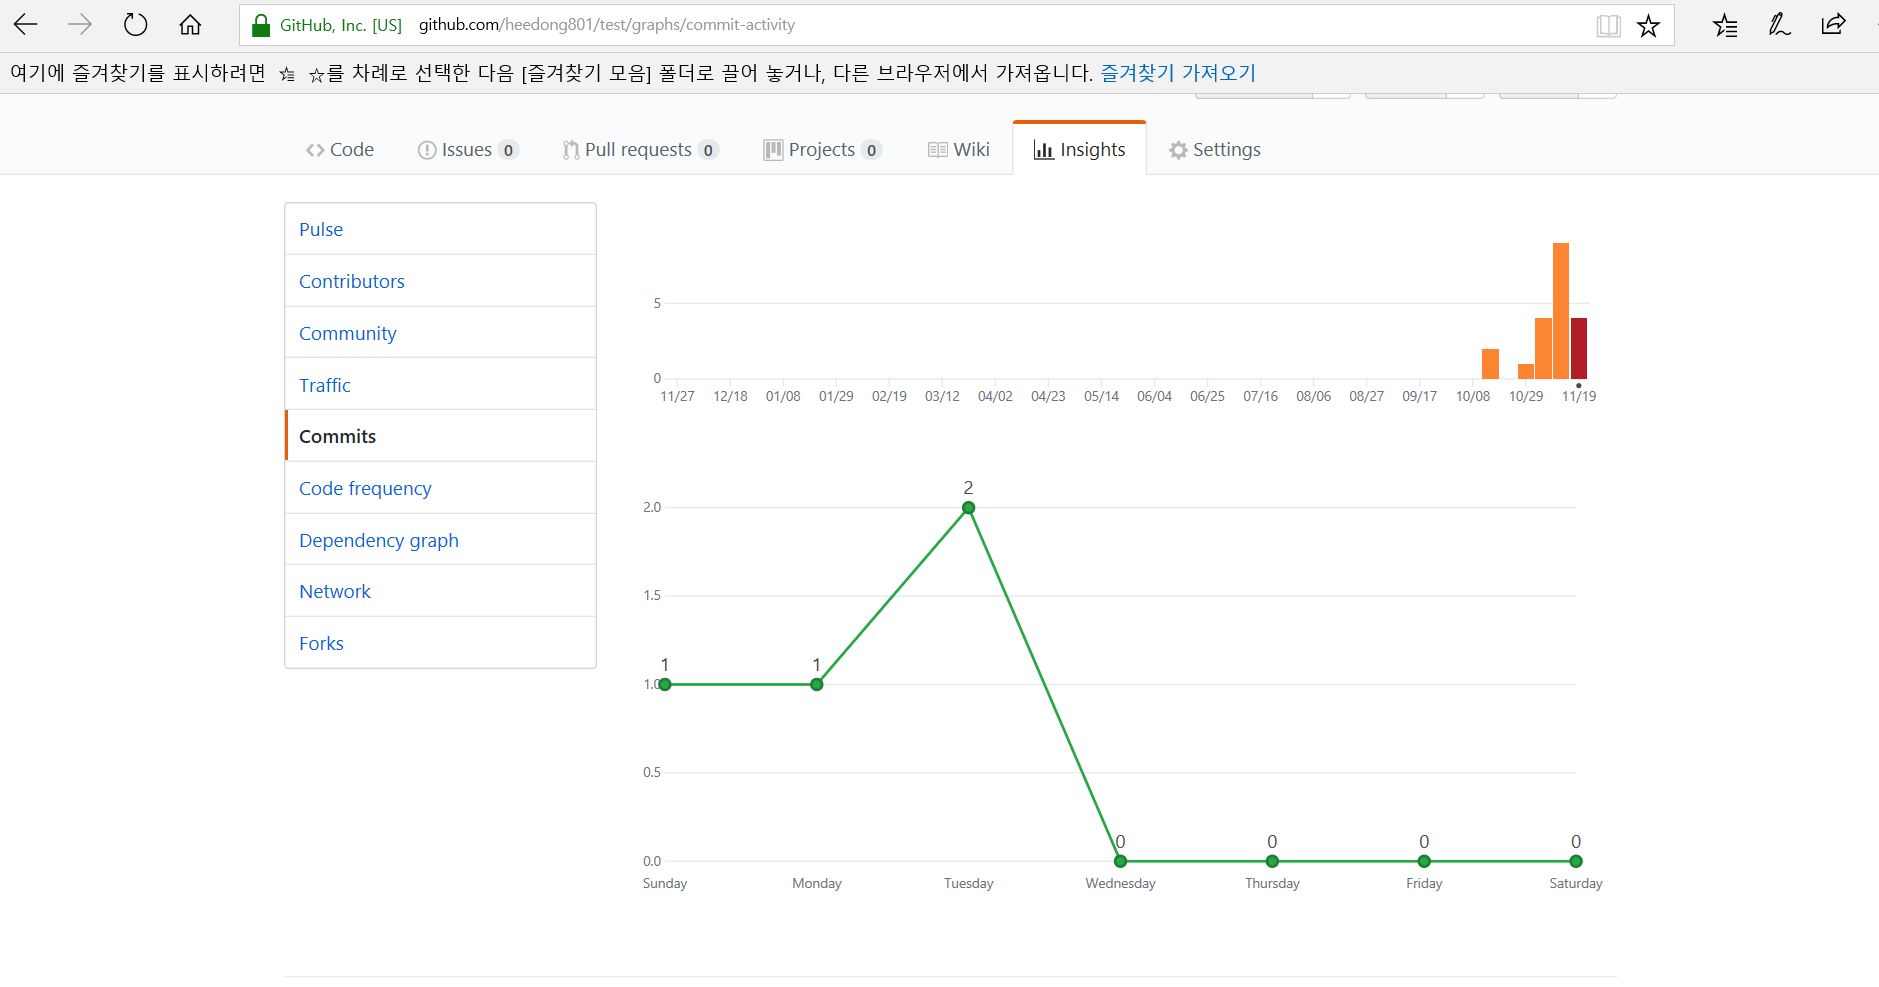 GitHub, Inc. [US] github.com/heedong801/test/graphs/commit-activity
여기에 즐겨찾기를 표시하려면 ☆를 차례로 선택한 다음 [즐겨찾기 모음] 폴더로 끌어 놓거나, 다른 브라우저에서 가져옵니다. 즐겨찾기 가져오기
Code Issues 0 Pull requests 0 Projects 0 Wiki Insights Settings
Pulse
Contributors
Community
Traffic
Commits
Code frequency
Dependency graph
Network
Forks
5
0
11/27 12/18 01/08 01/29 02/19 03/12 04/02 04/23 05/14 06/04 06/25 07/16 08/06 08/27 09/17 10/08 10/29 11/19
2
2.0
1.5
1 1
1.0
0.5
0 0 0 0
0.0
Sunday Monday Tuesday Wednesday Thursday Friday Saturday